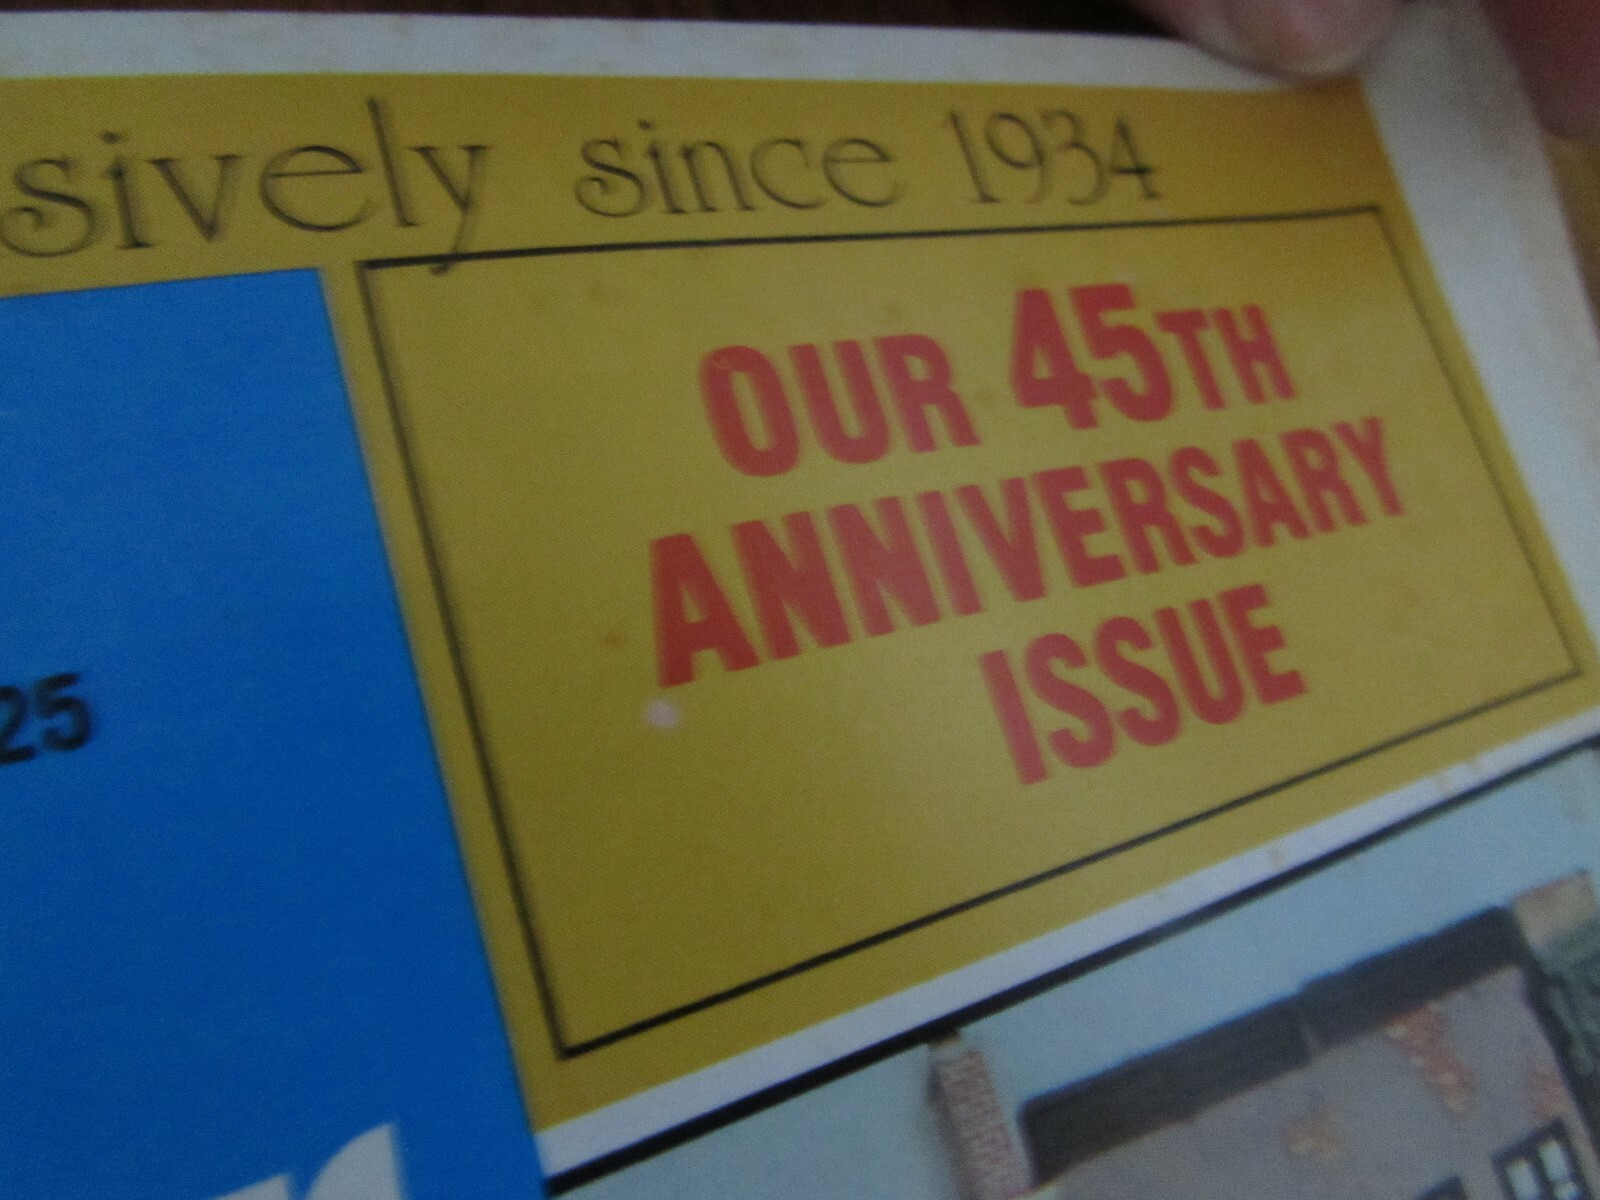 sively since 1934
OUR 45TH
ANNIVERSARY
ISSUE
25